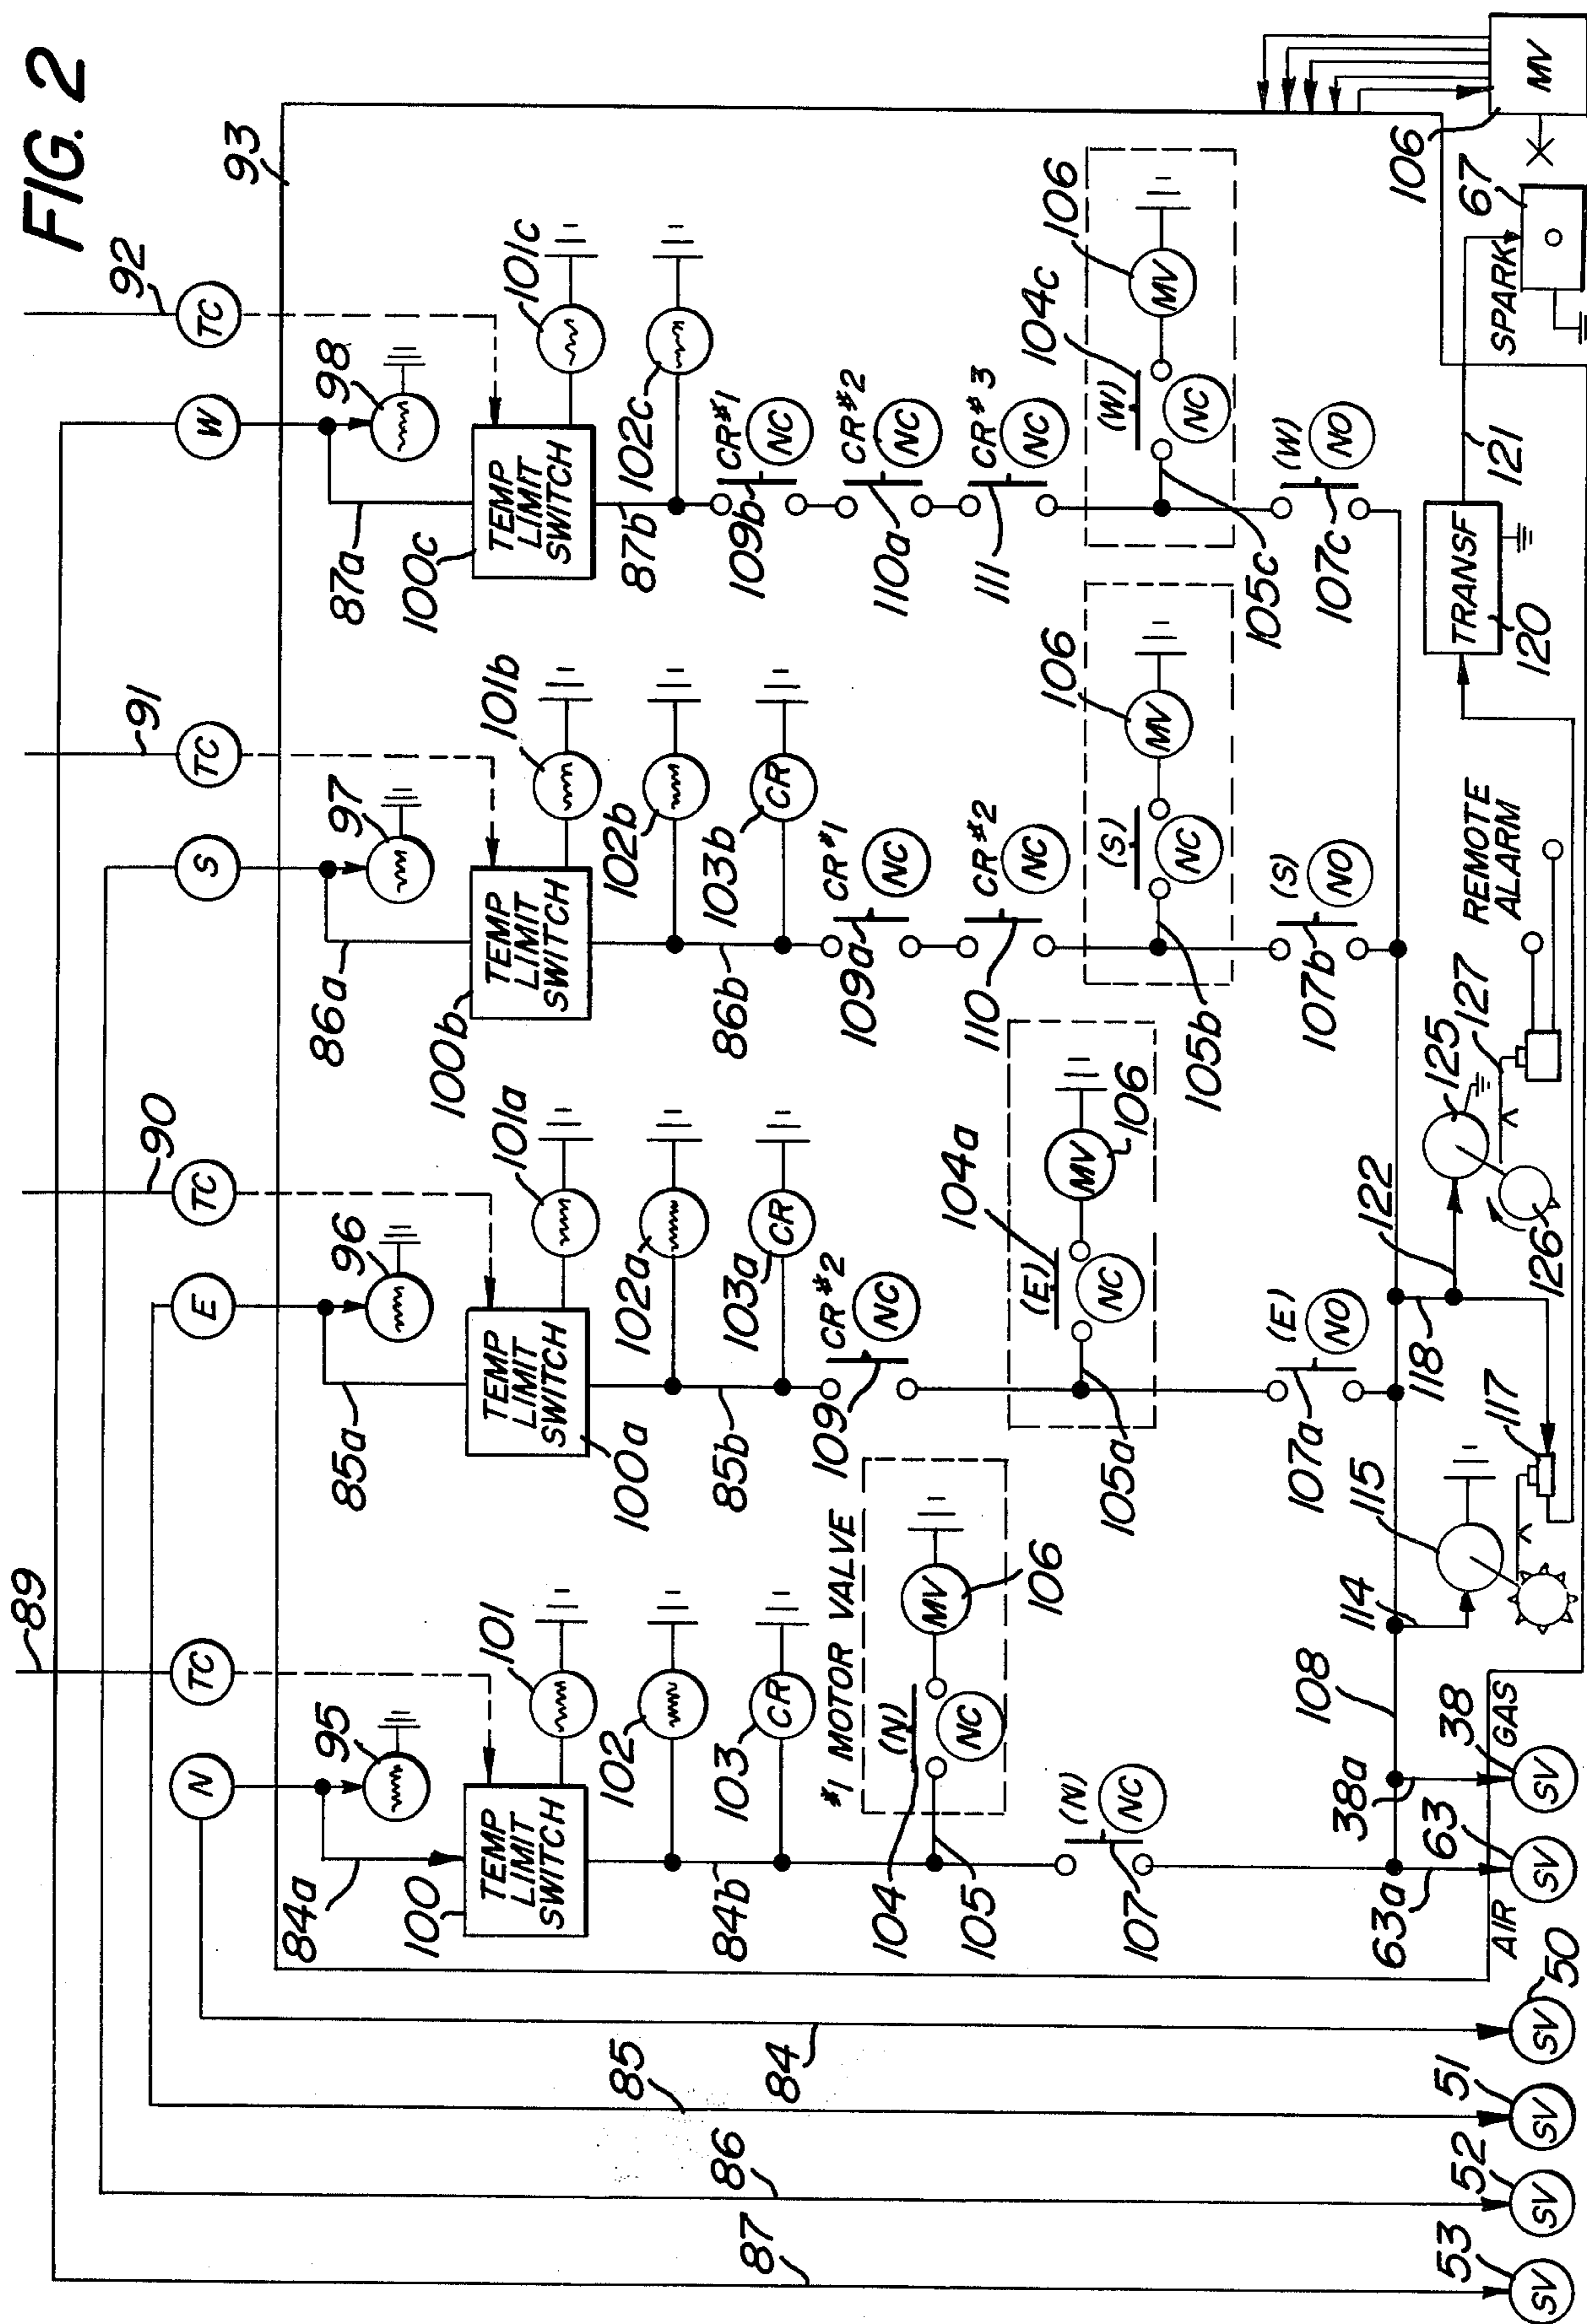 FIG. 2
89
90
91
92
93
N
TC
E
TC
S
TC
W
TC
95
96
97
98
84a
85a
86a
87a
100
TEMP
LIMIT
SWITCH
100a
TEMP
LIMIT
SWITCH
100b
TEMP
LIMIT
SWITCH
100c
TEMP
LIMIT
SWITCH
101
101a
101b
101c
102
102a
102b
102c
84b
85b
86b
87b
103
CR
103a
CR
103b
CR
109
CR #2
NC
109a
CR #1
NC
109b
CR #1
NC
110
CR #2
NC
110a
CR #2
NC
111
CR #3
NC
#1 MOTOR VALVE
104
(N)
NC
MV
106
105
104a
(E)
NC
MV
106
105a
(S)
NC
MV
106
105b
104c
(W)
NC
MV
106
105c
107
(N)
NC
107a
(E)
NO
107b
(S)
NO
107c
(W)
NO
108
63a
38a
114
115
117
118
122
125
126
127
REMOTE
ALARM
TRANSF
120
121
SPARK
67
106
MV
87
86
85
84
53
SV
52
SV
51
SV
50
SV
AIR
63
SV
38
GAS
SV